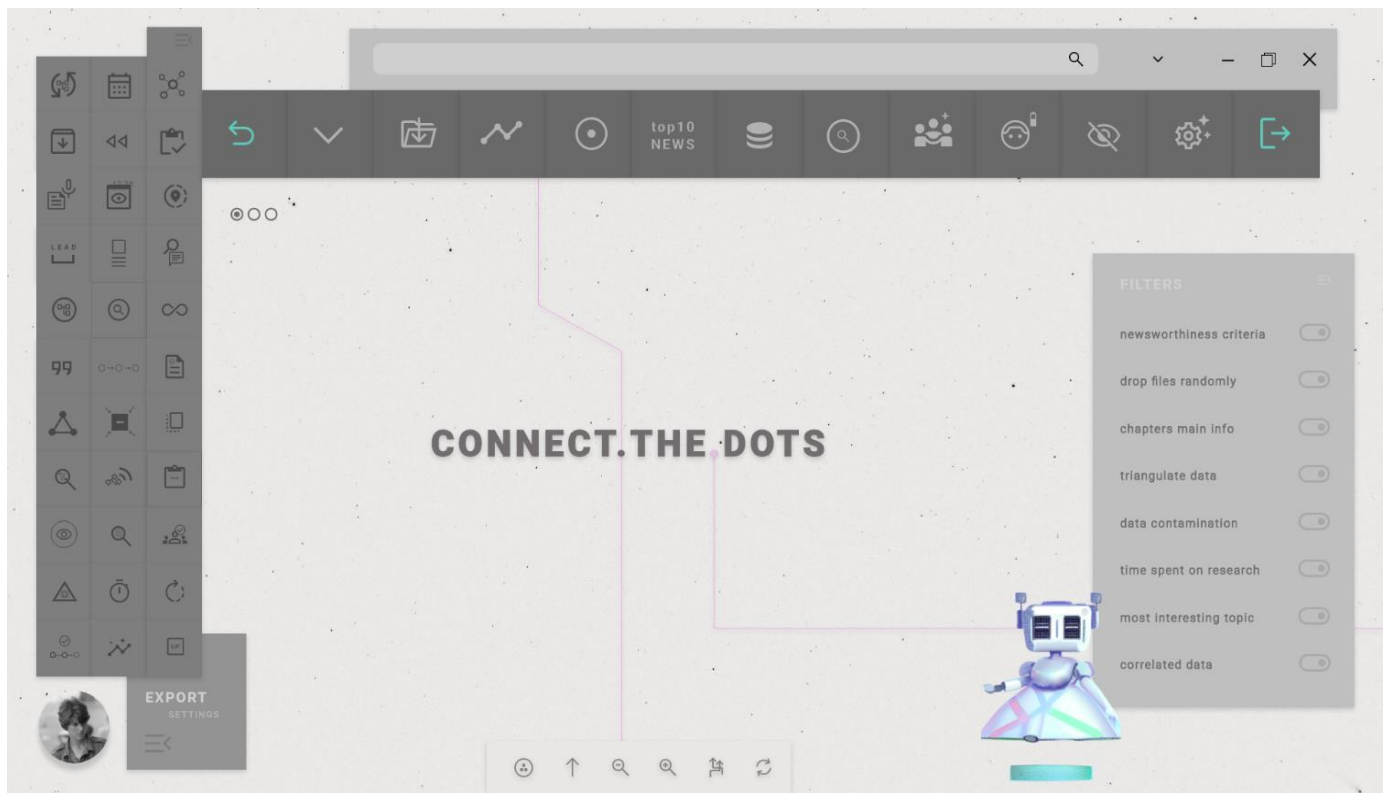 top10
NEWS
LEAD
CONNECT.THE.DOTS
FILTERS
newsworthiness criteria
drop files randomly
chapters main info
triangulate data
data contamination
time spent on research
most interesting topic
correlated data
EXPORT
SETTINGS